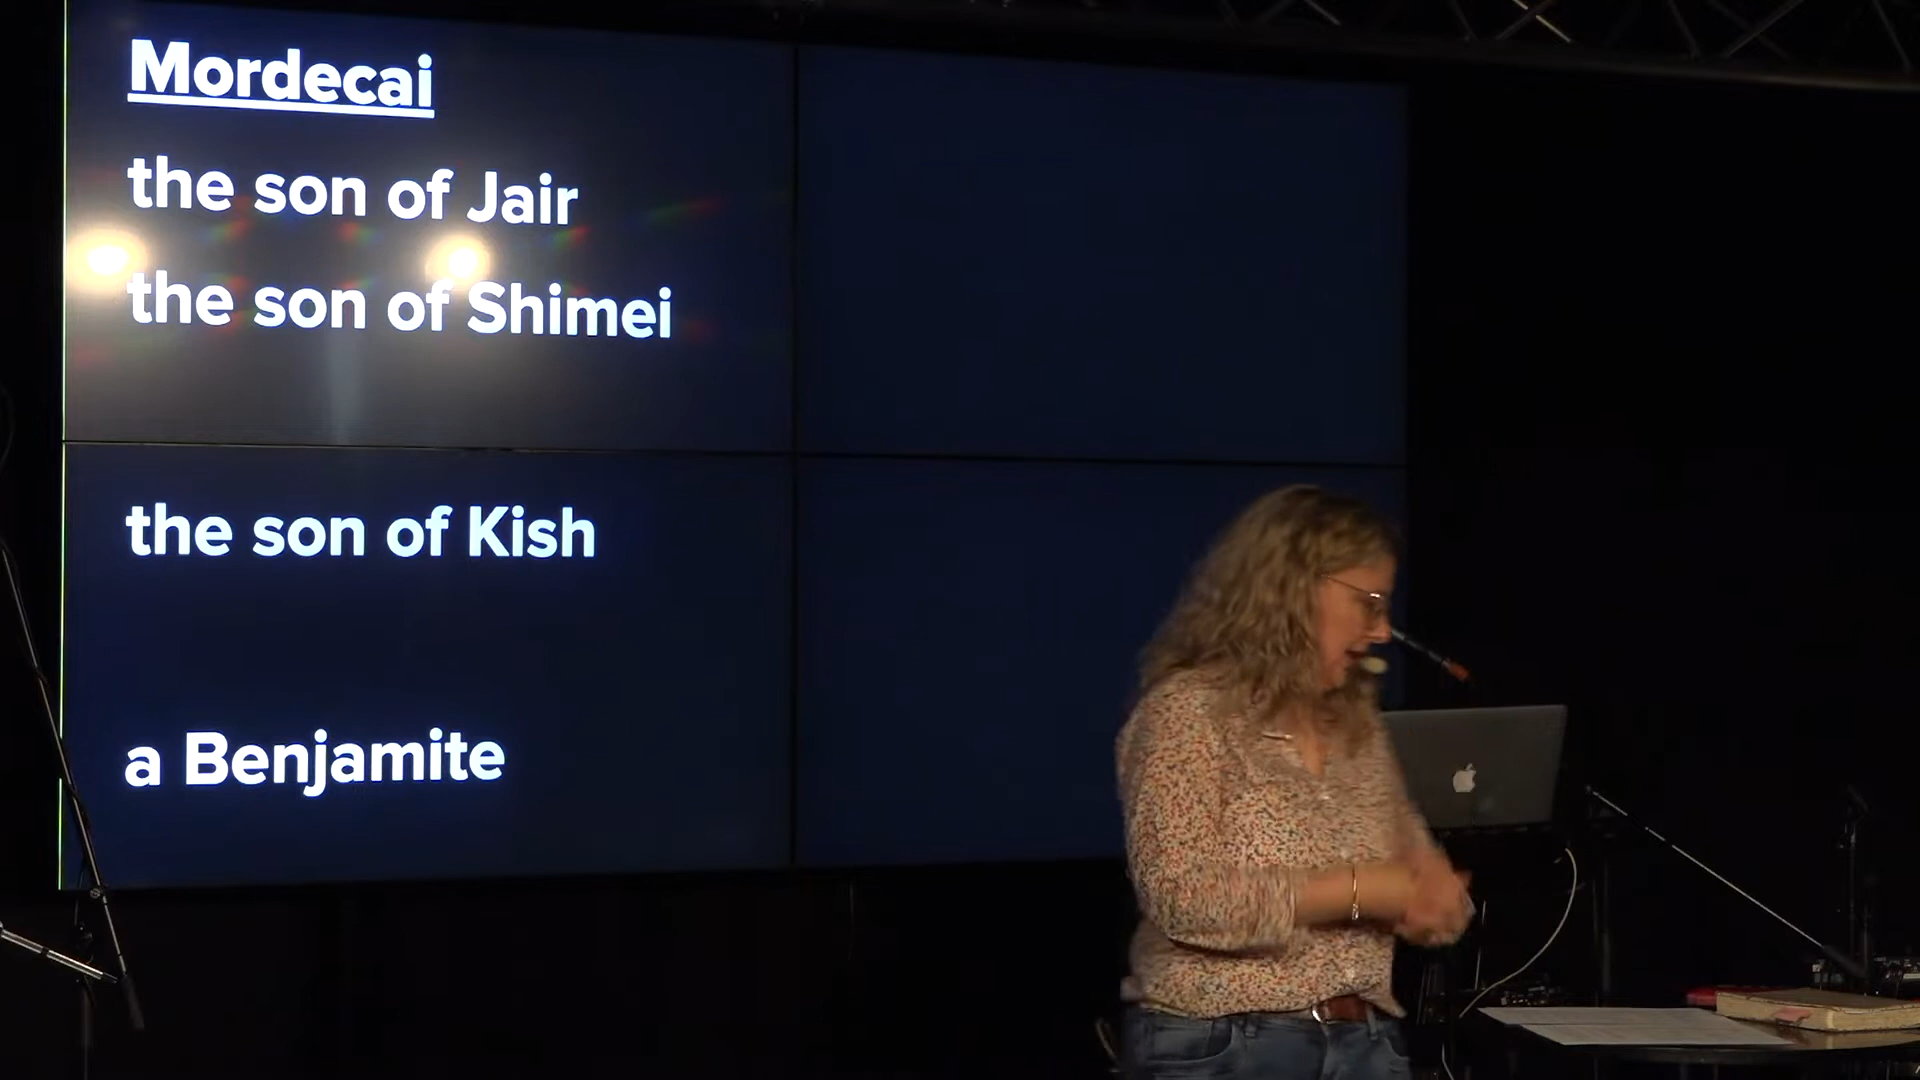 Mordecai
the son of Jair
the son of Shimei
the son of Kish
a Benjamite